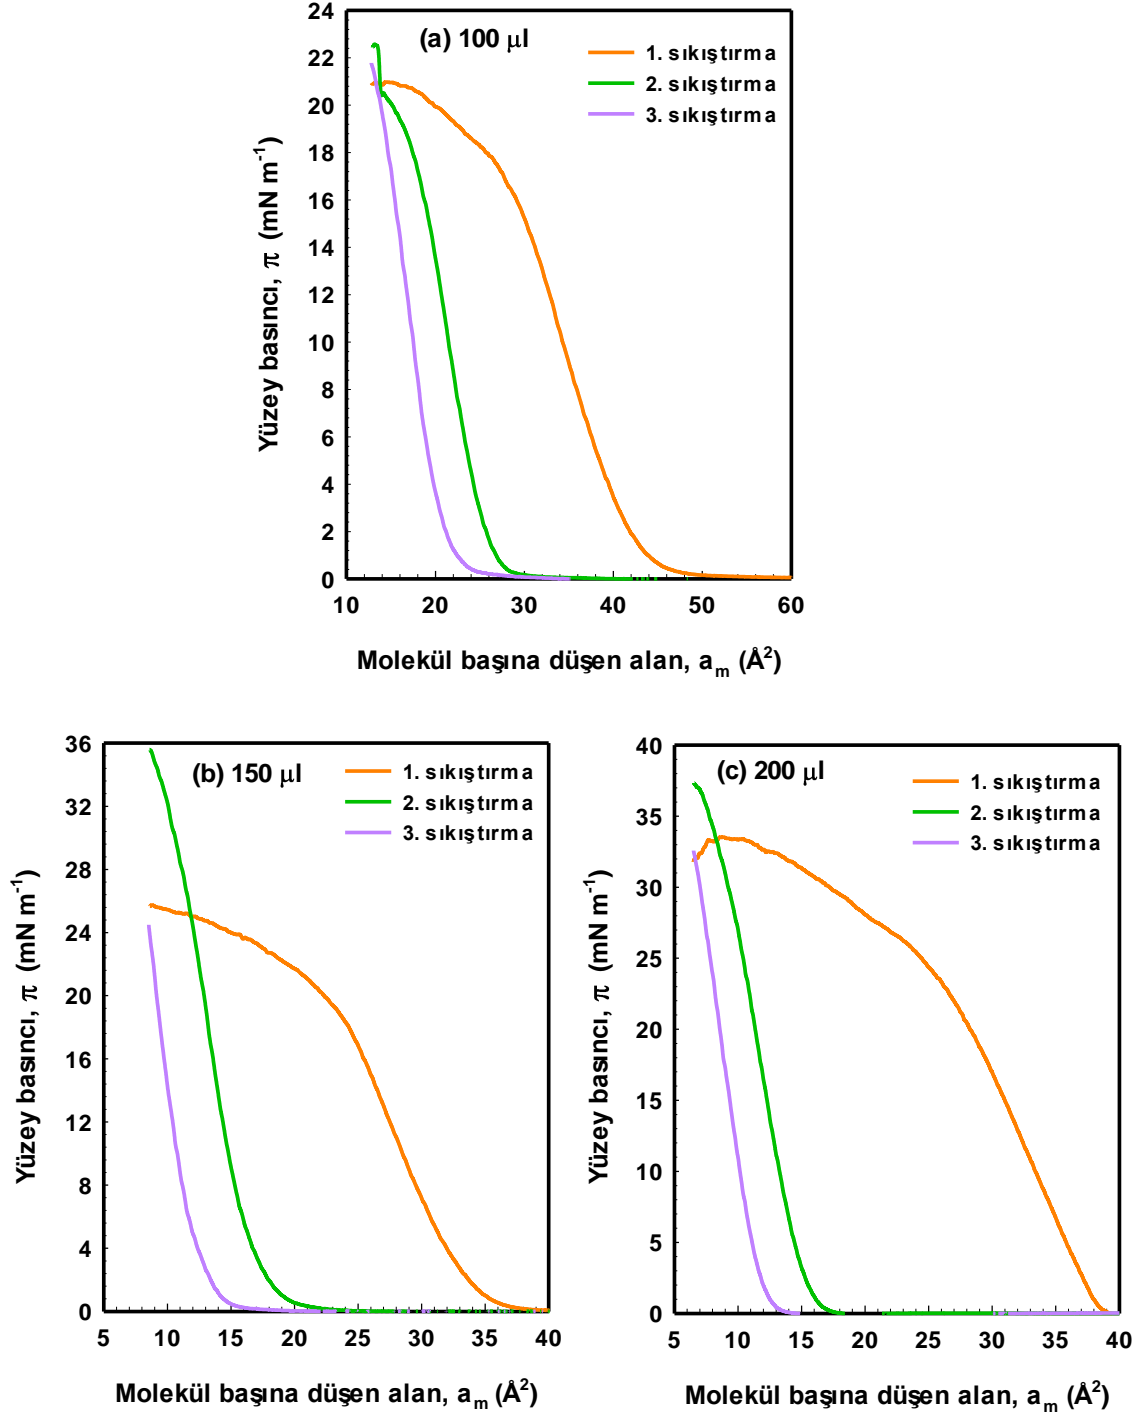 (a) 100 μl
1. sıkıştırma
2. sıkıştırma
3. sıkıştırma
Yüzey basıncı, π (mN m⁻¹)
24
22
20
18
16
14
12
10
8
6
4
2
0
10 20 30 40 50 60
Molekül başına düşen alan, aₘ (Å²)
(b) 150 μl
1. sıkıştırma
2. sıkıştırma
3. sıkıştırma
Yüzey basıncı, π (mN m⁻¹)
36
32
28
24
20
16
12
8
4
0
5 10 15 20 25 30 35 40
Molekül başına düşen alan, aₘ (Å²)
(c) 200 μl
1. sıkıştırma
2. sıkıştırma
3. sıkıştırma
Yüzey basıncı, π (mN m⁻¹)
40
35
30
25
20
15
10
5
0
5 10 15 20 25 30 35 40
Molekül başına düşen alan, aₘ (Å²)